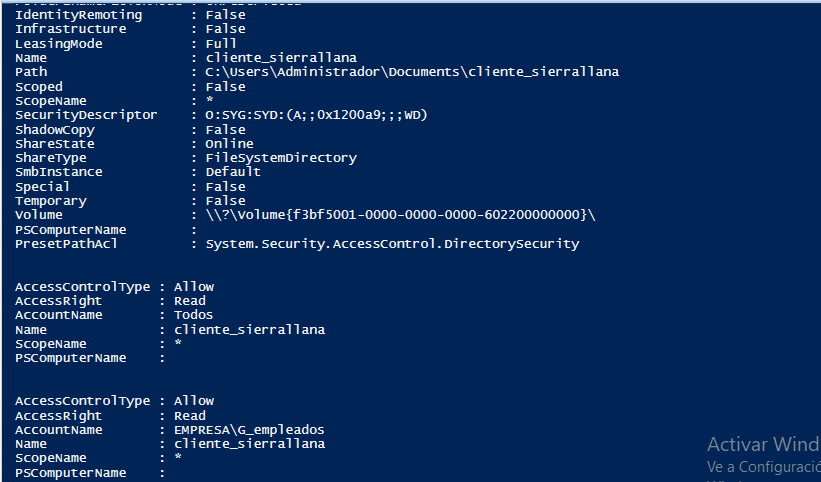 IdentityRemoting : False
Infrastructure : False
LeasingMode : Full
Name : cliente_sierrallana
Path : C:\Users\Administrador\Documents\cliente_sierrallana
Scoped : False
ScopeName : *
SecurityDescriptor : O:SYG:SYD:(A;;0x1200a9;;;WD)
ShadowCopy : False
ShareState : Online
ShareType : FileSystemDirectory
SmbInstance : Default
Special : False
Temporary : False
Volume : \\?\Volume{f3bf5001-0000-0000-0000-602200000000}\
PSComputerName :
PresetPathAcl : System.Security.AccessControl.DirectorySecurity
AccessControlType : Allow
AccessRight : Read
AccountName : Todos
Name : cliente_sierrallana
ScopeName : *
PSComputerName :
AccessControlType : Allow
AccessRight : Read
AccountName : EMPRESA\G_empleados
Name : cliente_sierrallana
ScopeName : *
PSComputerName :
Activar Wind
Ve a Configuració